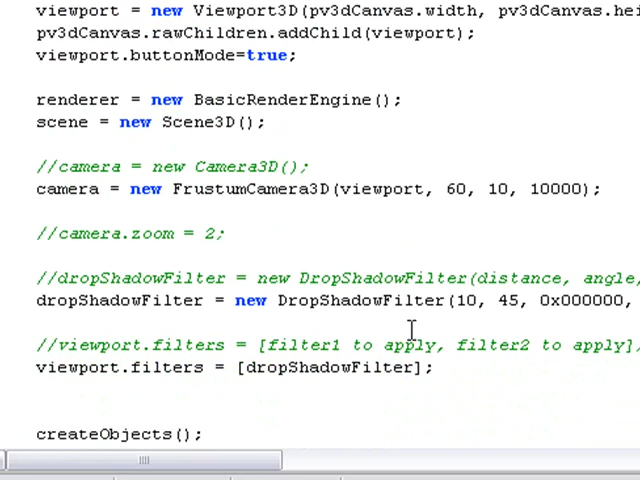 viewport = new Viewport3D(pv3dCanvas.width, pv3dCanvas.hei
pv3dCanvas.rawChildren.addChild(viewport);
viewport.buttonMode=true;
renderer = new BasicRenderEngine();
scene = new Scene3D();
//camera = new Camera3D();
camera = new FrustumCamera3D(viewport, 60, 10, 10000);
//camera.zoom = 2;
//dropShadowFilter = new DropShadowFilter(distance, angle,
dropShadowFilter = new DropShadowFilter(10, 45, 0x000000,
//viewport.filters = [filter1 to apply, filter2 to apply]
viewport.filters = [dropShadowFilter];
createObjects();